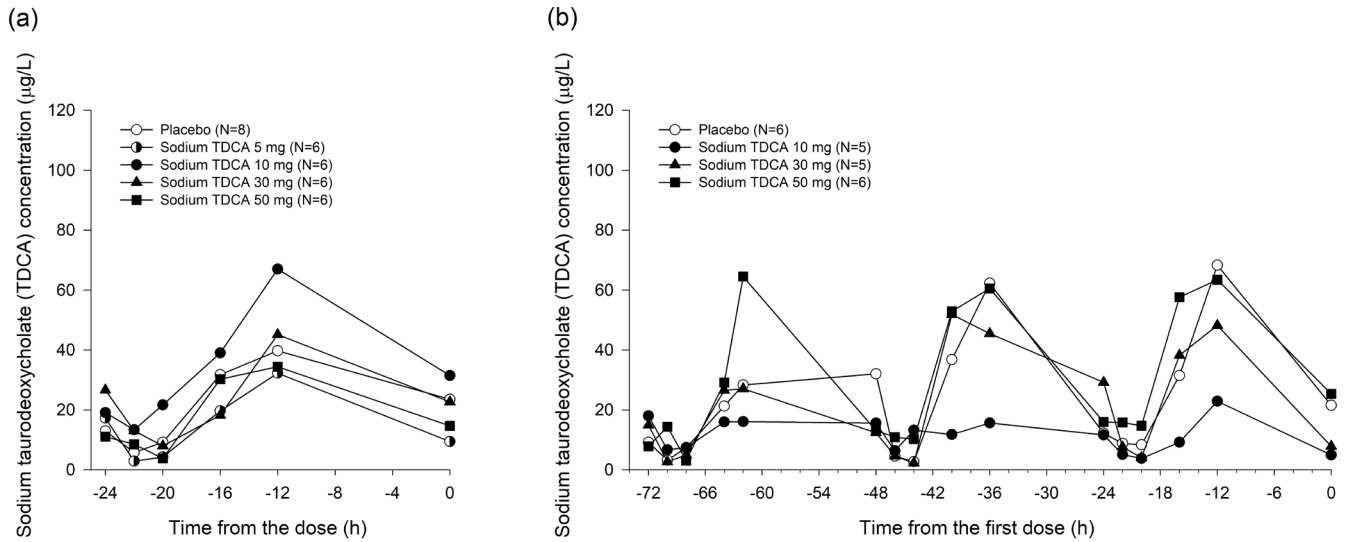 (a)
Sodium taurodeoxycholate (TDCA) concentration (μg/L)
120
100
80
60
40
20
0
Placebo (N=8)
Sodium TDCA 5 mg (N=6)
Sodium TDCA 10 mg (N=6)
Sodium TDCA 30 mg (N=6)
Sodium TDCA 50 mg (N=6)
-24 -20 -16 -12 -8 -4 0
Time from the dose (h)
(b)
Sodium taurodeoxycholate (TDCA) concentration (μg/L)
120
100
80
60
40
20
0
Placebo (N=6)
Sodium TDCA 10 mg (N=5)
Sodium TDCA 30 mg (N=5)
Sodium TDCA 50 mg (N=6)
-72 -66 -60 -54 -48 -42 -36 -30 -24 -18 -12 -6 0
Time from the first dose (h)